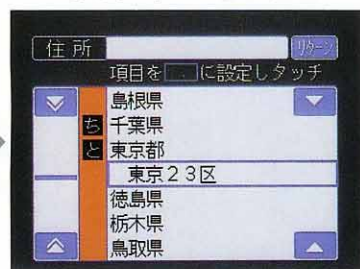 住所
リターン
項目を に設定しタッチ
島根県
ち 千葉県
と 東京都
東京23区
徳島県
栃木県
鳥取県